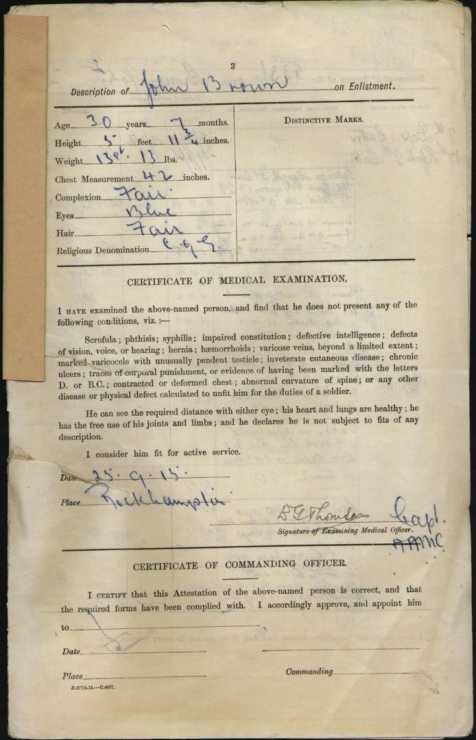 3
Description of John Brown on Enlistment.
Age 30 years 7 months.
Height 5 feet 11 3/4 inches.
Weight 13st. 13 lbs.
Chest Measurement 42 inches.
Complexion Fair.
Eyes Blue
Hair Fair
Religious Denomination C of E
DISTINCTIVE MARKS.
CERTIFICATE OF MEDICAL EXAMINATION.
I HAVE examined the above-named person, and find that he does not present any of the
following conditions, viz. :—
Scrofula ; phthisis ; syphilis ; impaired constitution ; defective intelligence ; defects
of vision, voice, or hearing ; hernia ; hæmorrhoids ; varicose veins, beyond a limited extent ;
marked varicocele with unusually pendent testicle ; inveterate cutaneous disease ; chronic
ulcers ; traces of corporal punishment, or evidence of having been marked with the letters
D. or B.C. ; contracted or deformed chest ; abnormal curvature of spine ; or any other
disease or physical defect calculated to unfit him for the duties of a soldier.
He can see the required distance with either eye ; his heart and lungs are healthy ; he
has the free use of his joints and limbs ; and he declares he is not subject to fits of any
description.
I consider him fit for active service.
Date 25.9.15.
Place Rockhampton
D G Thomson Capt.
Signature of Examining Medical Officer.
AAMC
CERTIFICATE OF COMMANDING OFFICER.
I CERTIFY that this Attestation of the above-named person is correct, and that
the required forms have been complied with. I accordingly approve, and appoint him
to
Date
Place Commanding